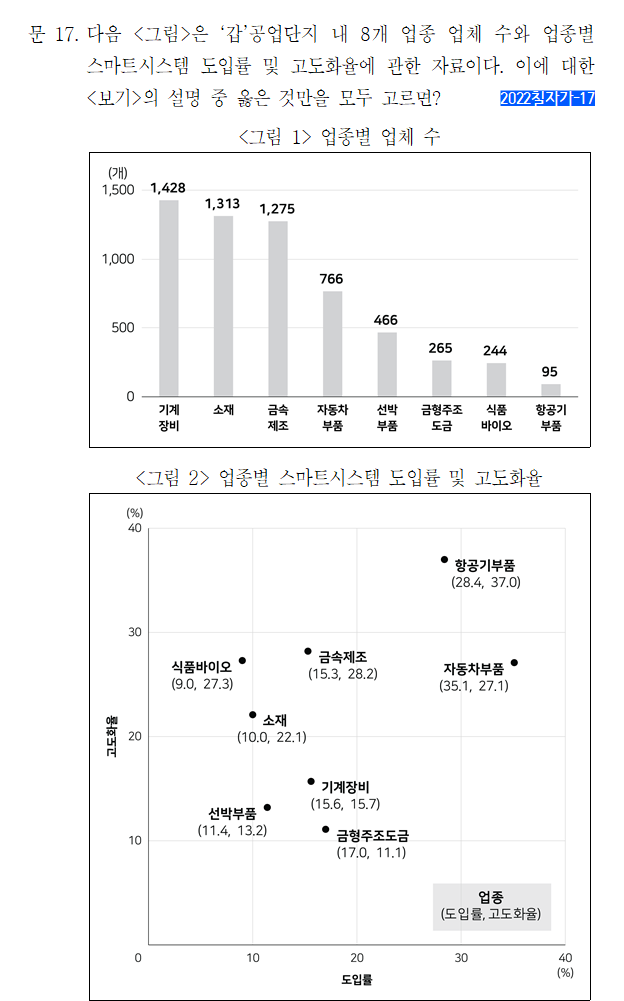 문 17. 다음 <그림>은 ‘갑’공업단지 내 8개 업종 업체 수와 업종별
스마트시스템 도입률 및 고도화율에 관한 자료이다. 이에 대한
<보기>의 설명 중 옳은 것만을 모두 고르면? 2022칠자가-17
<그림 1> 업종별 업체 수
(개)
1,500
1,000
500
0
1,428
1,313
1,275
766
466
265
244
95
기계
장비
소재
금속
제조
자동차
부품
선박
부품
금형주조
도금
식품
바이오
항공기
부품
<그림 2> 업종별 스마트시스템 도입률 및 고도화율
(%)
40
30
20
10
고도화율
항공기부품
(28.4, 37.0)
식품바이오
(9.0, 27.3)
금속제조
(15.3, 28.2)
자동차부품
(35.1, 27.1)
소재
(10.0, 22.1)
기계장비
(15.6, 15.7)
선박부품
(11.4, 13.2)
금형주조도금
(17.0, 11.1)
업종
(도입률, 고도화율)
0
10
20
30
40
(%)
도입률